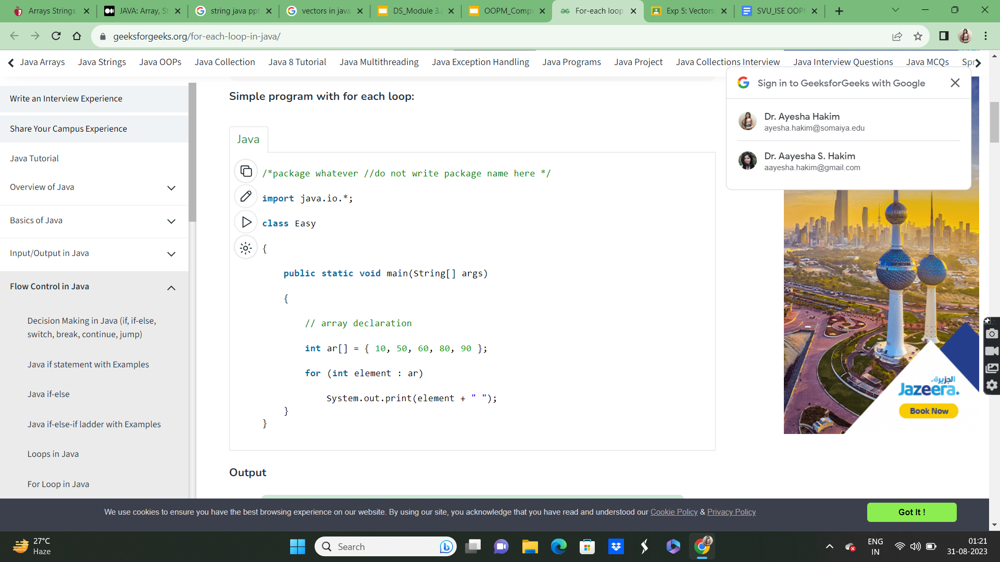 Arrays Strings
JAVA: Array, St
string java ppt
vectors in java
DS_Module 3.
OOPM_Comps
For-each loop
Exp 5: Vectors
SVU_ISE OOPM
geeksforgeeks.org/for-each-loop-in-java/
Java Arrays Java Strings Java OOPs Java Collection Java 8 Tutorial Java Multithreading Java Exception Handling Java Programs Java Project Java Collections Interview Java Interview Questions Java MCQs Spr
Write an Interview Experience
Share Your Campus Experience
Java Tutorial
Overview of Java
Basics of Java
Input/Output in Java
Flow Control in Java
Decision Making in Java (if, if-else,
switch, break, continue, jump)
Java if statement with Examples
Java if-else
Java if-else-if ladder with Examples
Loops in Java
For Loop in Java
Simple program with for each loop:
Java
/*package whatever //do not write package name here */
import java.io.*;
class Easy
{
public static void main(String[] args)
{
// array declaration
int ar[] = { 10, 50, 60, 80, 90 };
for (int element : ar)
System.out.print(element + " ");
}
}
Output
Sign in to GeeksforGeeks with Google
Dr. Ayesha Hakim
ayesha.hakim@somaiya.edu
Dr. Aayesha S. Hakim
aayesha.hakim@gmail.com
الجزيرة.
Jazeera.
Book Now
We use cookies to ensure you have the best browsing experience on our website. By using our site, you acknowledge that you have read and understood our Cookie Policy & Privacy Policy
Got It !
27°C
Haze
Search
ENG
IN
01:21
31-08-2023